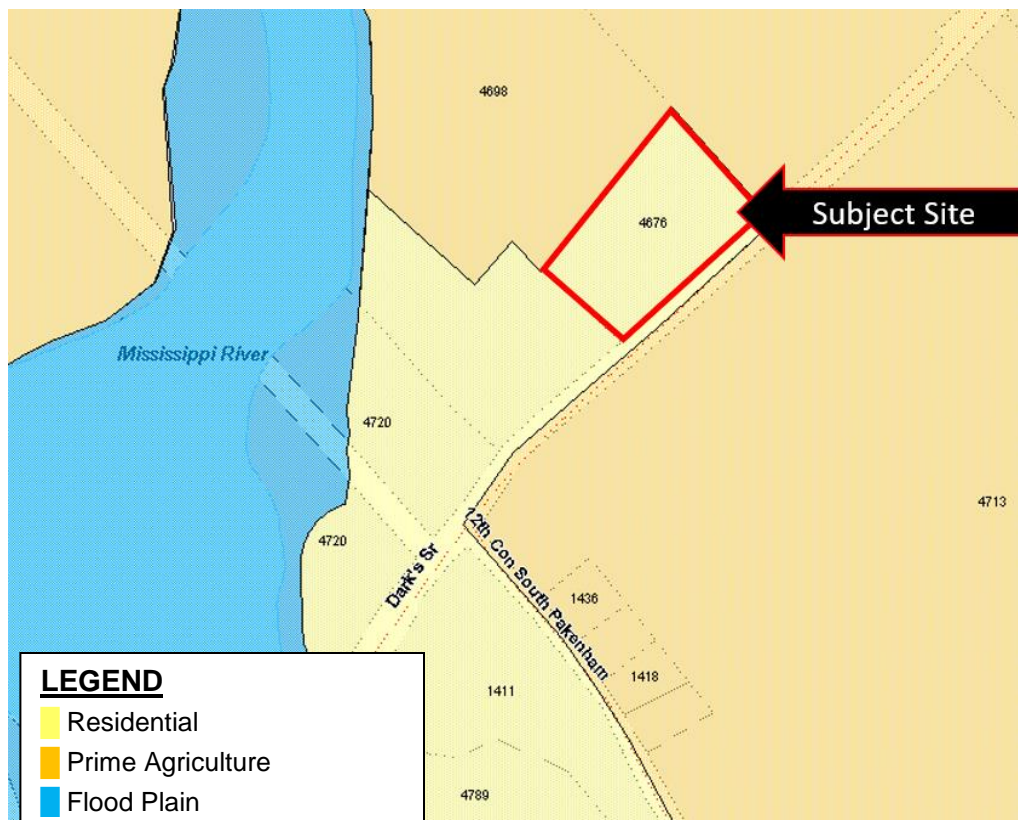 4698
4676
Subject Site
Mississippi River
4720
4713
4720
Dark's Sr
12th Con South Pakenham
1436
1418
1411
4789
LEGEND
Residential
Prime Agriculture
Flood Plain